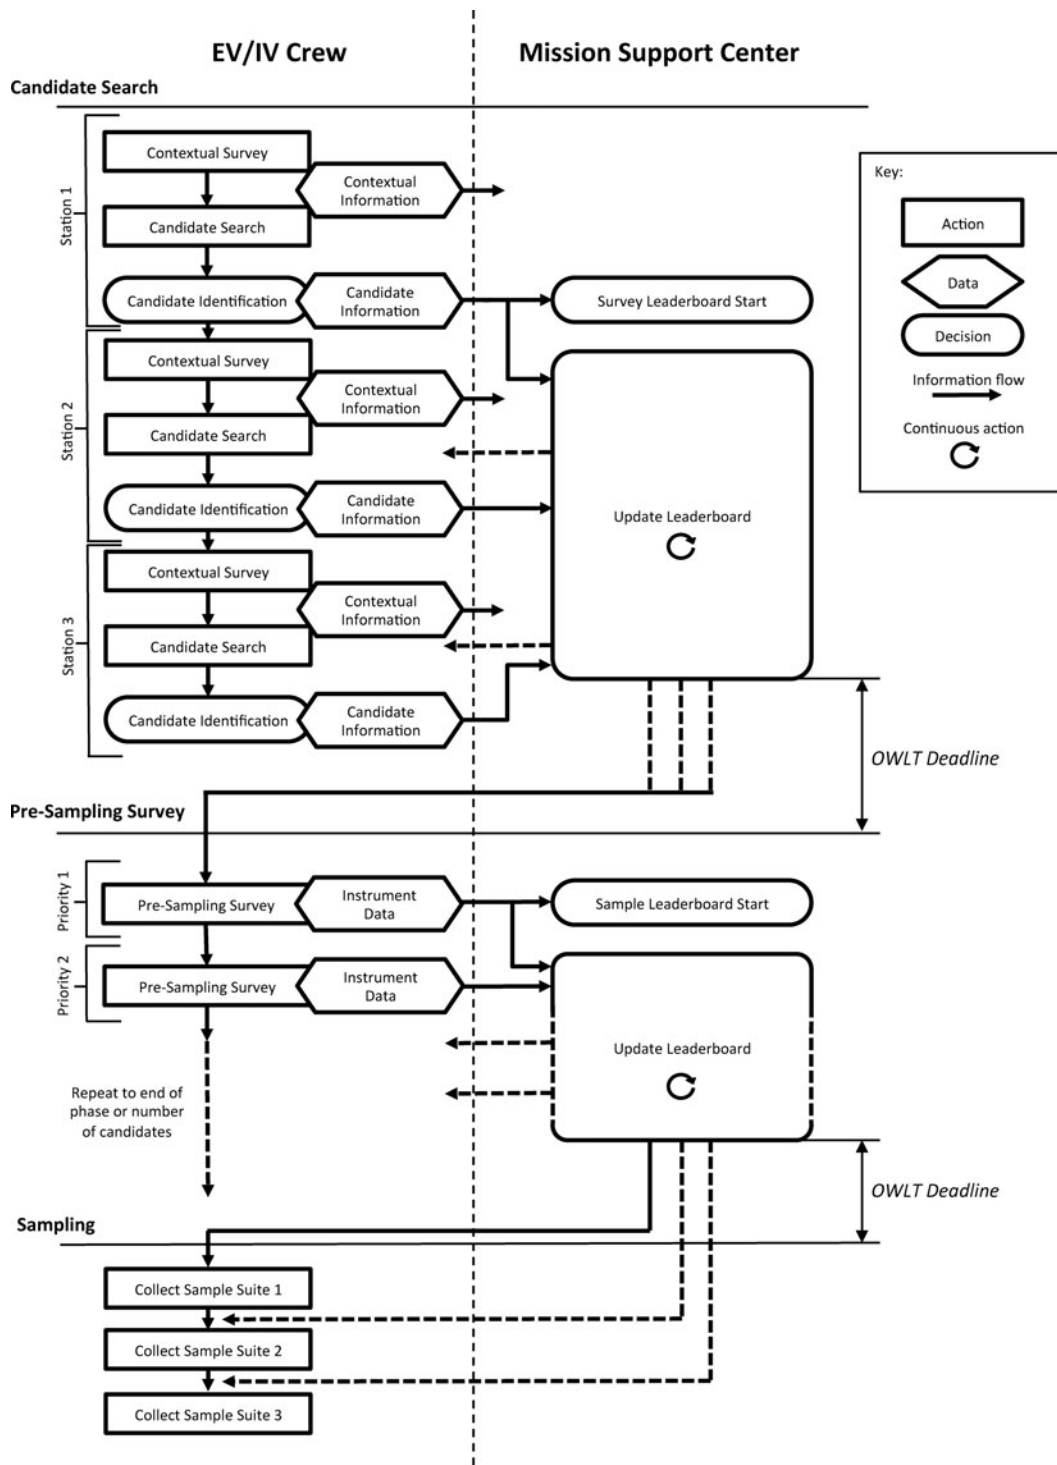 EV/IV Crew
Mission Support Center
Candidate Search
Station 1
Contextual Survey
Contextual
Information
Candidate Search
Candidate Identification
Candidate
Information
Survey Leaderboard Start
Key:
Action
Data
Decision
Information flow
Continuous action
Station 2
Contextual Survey
Contextual
Information
Candidate Search
Candidate Identification
Candidate
Information
Update Leaderboard
Station 3
Contextual Survey
Contextual
Information
Candidate Search
Candidate Identification
Candidate
Information
OWLT Deadline
Pre-Sampling Survey
Priority 1
Pre-Sampling Survey
Instrument
Data
Sample Leaderboard Start
Priority 2
Pre-Sampling Survey
Instrument
Data
Update Leaderboard
Repeat to end of
phase or number
of candidates
OWLT Deadline
Sampling
Collect Sample Suite 1
Collect Sample Suite 2
Collect Sample Suite 3